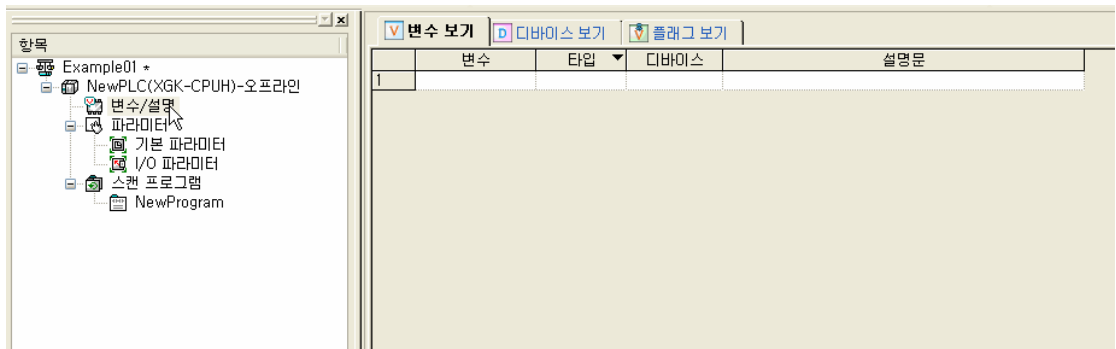 항목
Example01 *
NewPLC(XGK-CPUH)-오프라인
변수/설명
파라미터
기본 파라미터
I/O 파라미터
스캔 프로그램
NewProgram
V 변수 보기 D 디바이스 보기 V 플래그 보기
변수 타입 디바이스 설명문
1